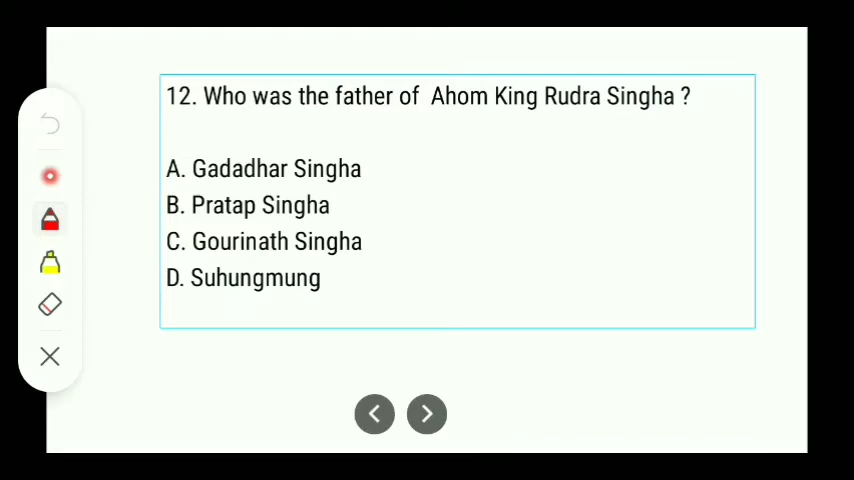 12. Who was the father of Ahom King Rudra Singha ?
A. Gadadhar Singha
B. Pratap Singha
C. Gourinath Singha
D. Suhungmung